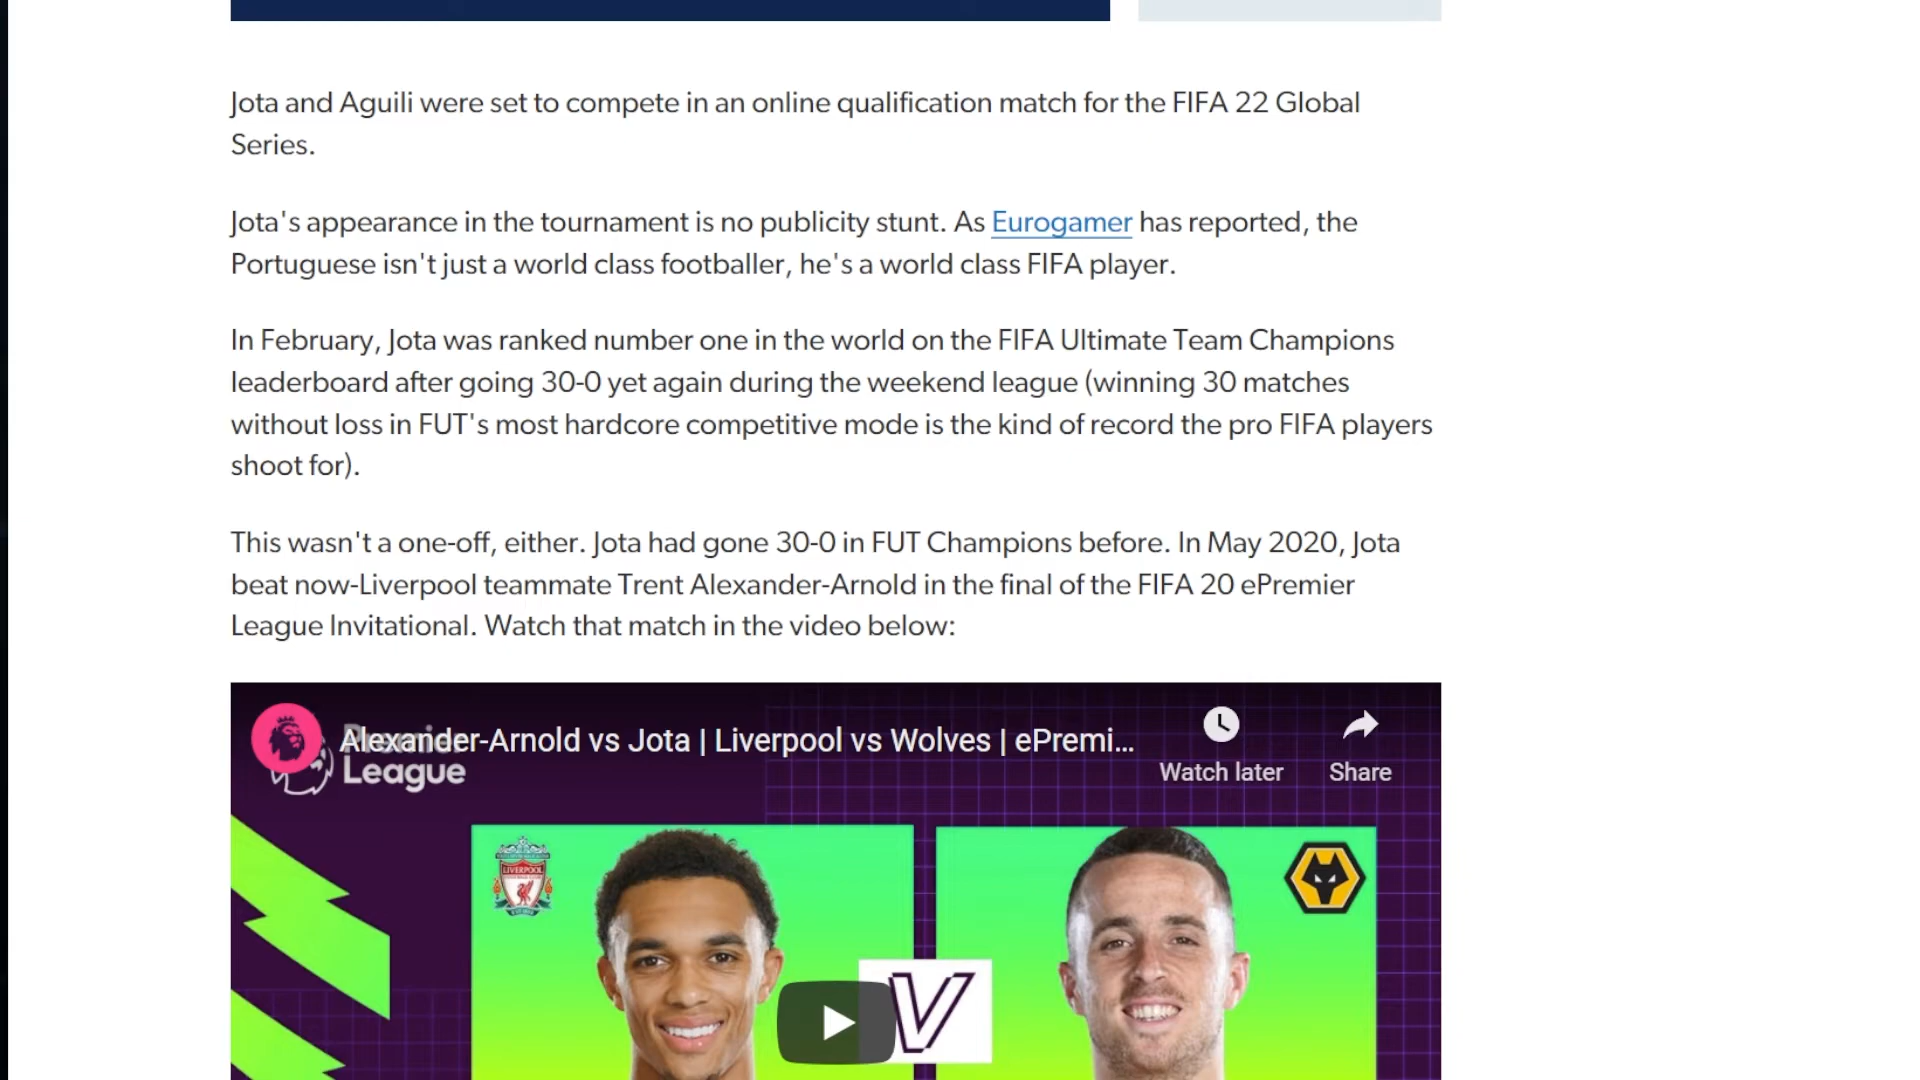 Jota and Aguili were set to compete in an online qualification match for the FIFA 22 Global
Series.
Jota's appearance in the tournament is no publicity stunt. As Eurogamer has reported, the
Portuguese isn't just a world class footballer, he's a world class FIFA player.
In February, Jota was ranked number one in the world on the FIFA Ultimate Team Champions
leaderboard after going 30-0 yet again during the weekend league (winning 30 matches
without loss in FUT's most hardcore competitive mode is the kind of record the pro FIFA players
shoot for).
This wasn't a one-off, either. Jota had gone 30-0 in FUT Champions before. In May 2020, Jota
beat now-Liverpool teammate Trent Alexander-Arnold in the final of the FIFA 20 ePremier
League Invitational. Watch that match in the video below:
Alexander-Arnold vs Jota | Liverpool vs Wolves | ePremi...
Premier
League
Watch later
Share
LIVERPOOL
V